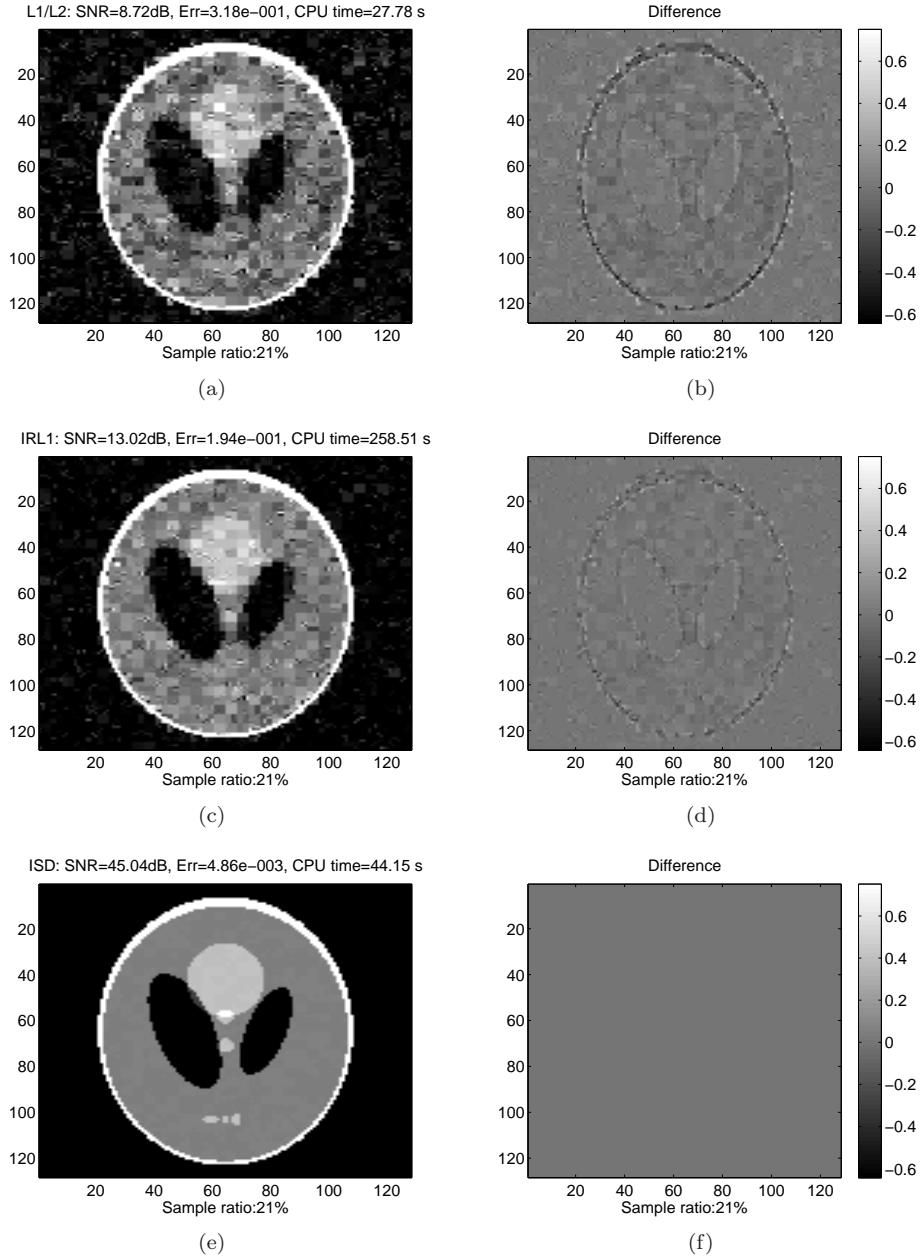 L1/L2: SNR=8.72dB, Err=3.18e−001, CPU time=27.78 s
20
40
60
80
100
120
20 40 60 80 100 120
Sample ratio:21%
(a)
Difference
20
40
60
80
100
120
20 40 60 80 100 120
Sample ratio:21%
0.6
0.4
0.2
0
−0.2
−0.4
−0.6
(b)
IRL1: SNR=13.02dB, Err=1.94e−001, CPU time=258.51 s
20
40
60
80
100
120
20 40 60 80 100 120
Sample ratio:21%
(c)
Difference
20
40
60
80
100
120
20 40 60 80 100 120
Sample ratio:21%
0.6
0.4
0.2
0
−0.2
−0.4
−0.6
(d)
ISD: SNR=45.04dB, Err=4.86e−003, CPU time=44.15 s
20
40
60
80
100
120
20 40 60 80 100 120
Sample ratio:21%
(e)
Difference
20
40
60
80
100
120
20 40 60 80 100 120
Sample ratio:21%
0.6
0.4
0.2
0
−0.2
−0.4
−0.6
(f)